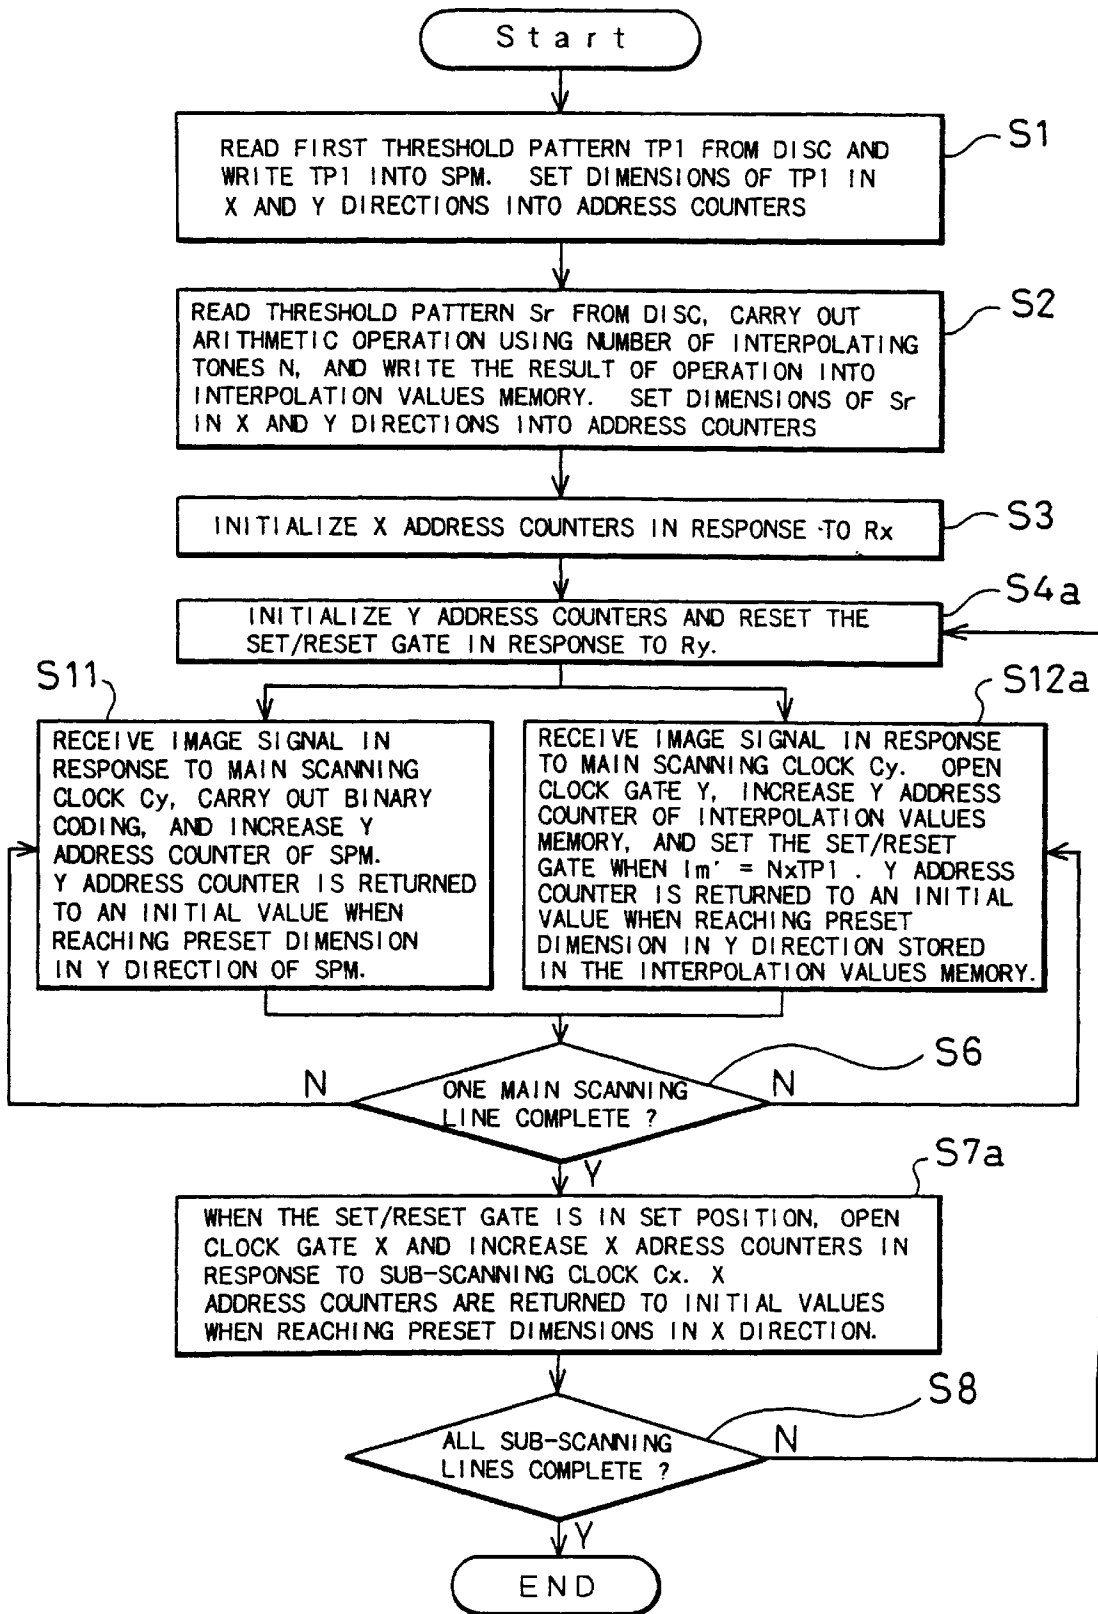 Start
S1
READ FIRST THRESHOLD PATTERN TP1 FROM DISC AND
WRITE TP1 INTO SPM. SET DIMENSIONS OF TP1 IN
X AND Y DIRECTIONS INTO ADDRESS COUNTERS
S2
READ THRESHOLD PATTERN Sr FROM DISC, CARRY OUT
ARITHMETIC OPERATION USING NUMBER OF INTERPOLATING
TONES N, AND WRITE THE RESULT OF OPERATION INTO
INTERPOLATION VALUES MEMORY. SET DIMENSIONS OF Sr
IN X AND Y DIRECTIONS INTO ADDRESS COUNTERS
S3
INITIALIZE X ADDRESS COUNTERS IN RESPONSE TO Rx
S4a
INITIALIZE Y ADDRESS COUNTERS AND RESET THE
SET/RESET GATE IN RESPONSE TO Ry.
S11
RECEIVE IMAGE SIGNAL IN
RESPONSE TO MAIN SCANNING
CLOCK Cy, CARRY OUT BINARY
CODING, AND INCREASE Y
ADDRESS COUNTER OF SPM.
Y ADDRESS COUNTER IS RETURNED
TO AN INITIAL VALUE WHEN
REACHING PRESET DIMENSION
IN Y DIRECTION OF SPM.
S12a
RECEIVE IMAGE SIGNAL IN RESPONSE
TO MAIN SCANNING CLOCK Cy. OPEN
CLOCK GATE Y, INCREASE Y ADDRESS
COUNTER OF INTERPOLATION VALUES
MEMORY, AND SET THE SET/RESET
GATE WHEN Im' = NxTP1 . Y ADDRESS
COUNTER IS RETURNED TO AN INITIAL
VALUE WHEN REACHING PRESET
DIMENSION IN Y DIRECTION STORED
IN THE INTERPOLATION VALUES MEMORY.
S6
N
ONE MAIN SCANNING
LINE COMPLETE ?
N
Y
S7a
WHEN THE SET/RESET GATE IS IN SET POSITION, OPEN
CLOCK GATE X AND INCREASE X ADRESS COUNTERS IN
RESPONSE TO SUB-SCANNING CLOCK Cx. X
ADDRESS COUNTERS ARE RETURNED TO INITIAL VALUES
WHEN REACHING PRESET DIMENSIONS IN X DIRECTION.
S8
ALL SUB-SCANNING
LINES COMPLETE ?
N
Y
END